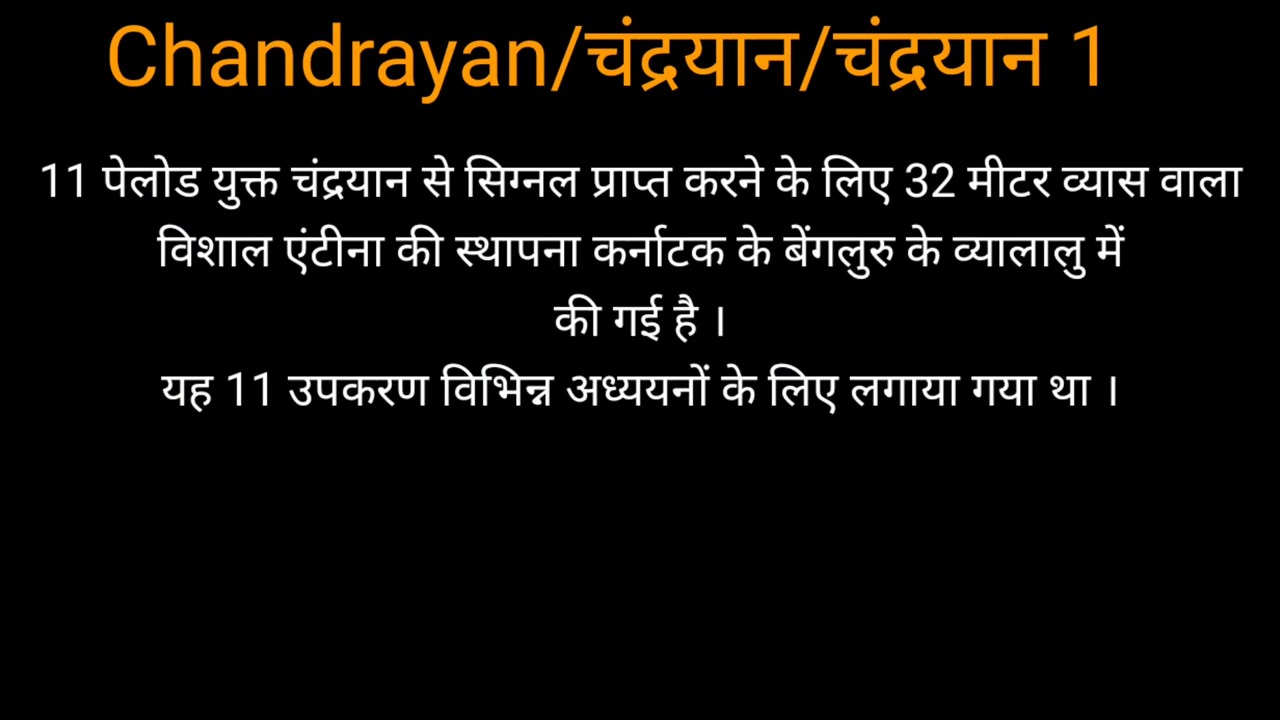 Chandrayan/चंद्रयान/चंद्रयान 1
11 पेलोड युक्त चंद्रयान से सिग्नल प्राप्त करने के लिए 32 मीटर व्यास वाला
विशाल एंटीना की स्थापना कर्नाटक के बेंगलुरु के व्यालालु में
की गई है ।
यह 11 उपकरण विभिन्न अध्ययनों के लिए लगाया गया था ।